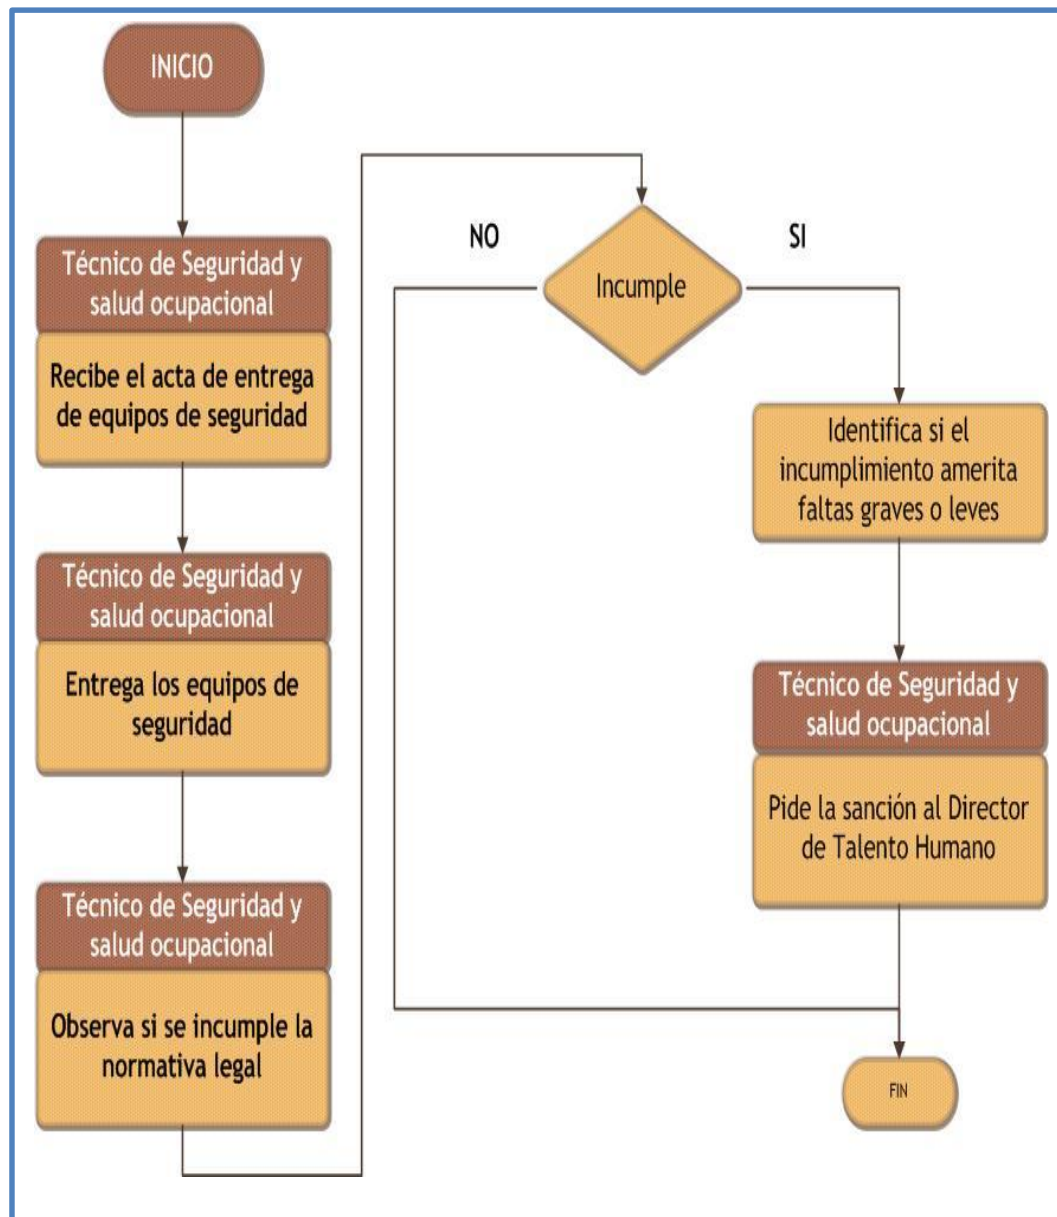 INICIO
Técnico de Seguridad y
salud ocupacional
Recibe el acta de entrega
de equipos de seguridad
Técnico de Seguridad y
salud ocupacional
Entrega los equipos de
seguridad
Técnico de Seguridad y
salud ocupacional
Observa si se incumple la
normativa legal
NO
SI
Incumple
Identifica si el
incumplimiento amerita
faltas graves o leves
Técnico de Seguridad y
salud ocupacional
Pide la sanción al Director
de Talento Humano
FIN